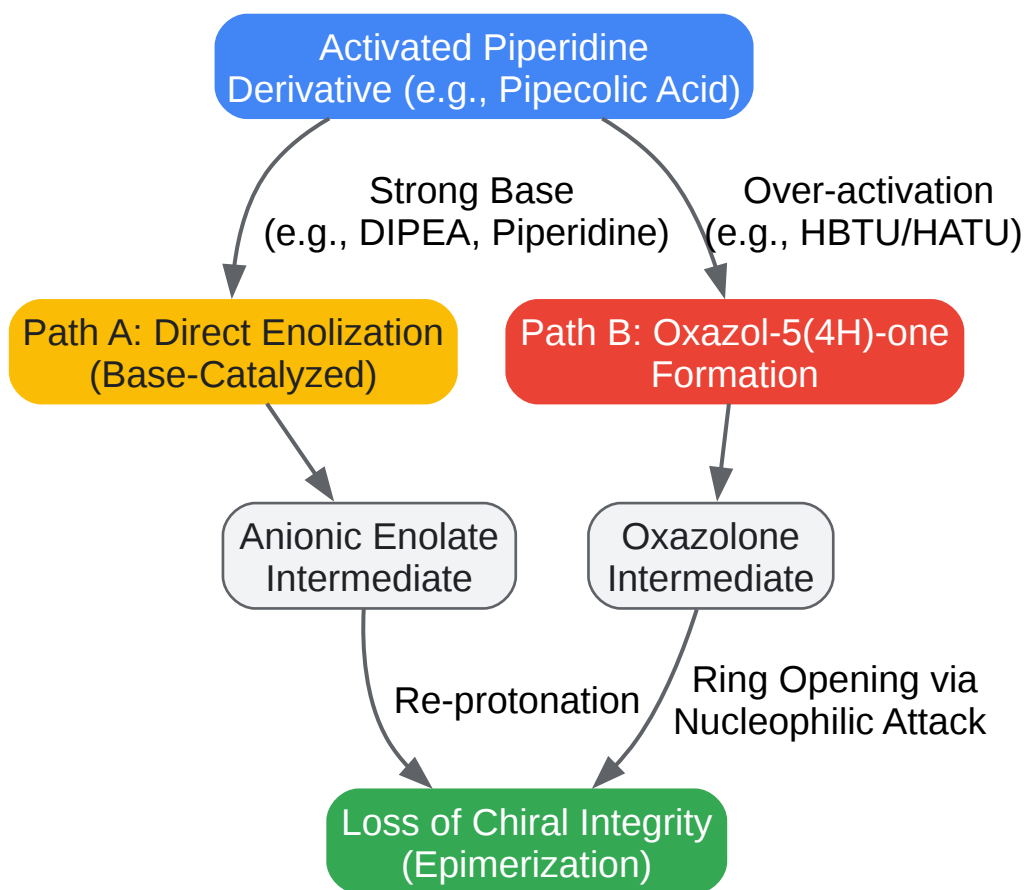 Activated Piperidine
Derivative (e.g., Pipecolic Acid)
Strong Base
(e.g., DIPEA, Piperidine)
Over-activation
(e.g., HBTU/HATU)
Path A: Direct Enolization
(Base-Catalyzed)
Path B: Oxazol-5(4H)-one
Formation
Anionic Enolate
Intermediate
Oxazolone
Intermediate
Re-protonation
Ring Opening via
Nucleophilic Attack
Loss of Chiral Integrity
(Epimerization)